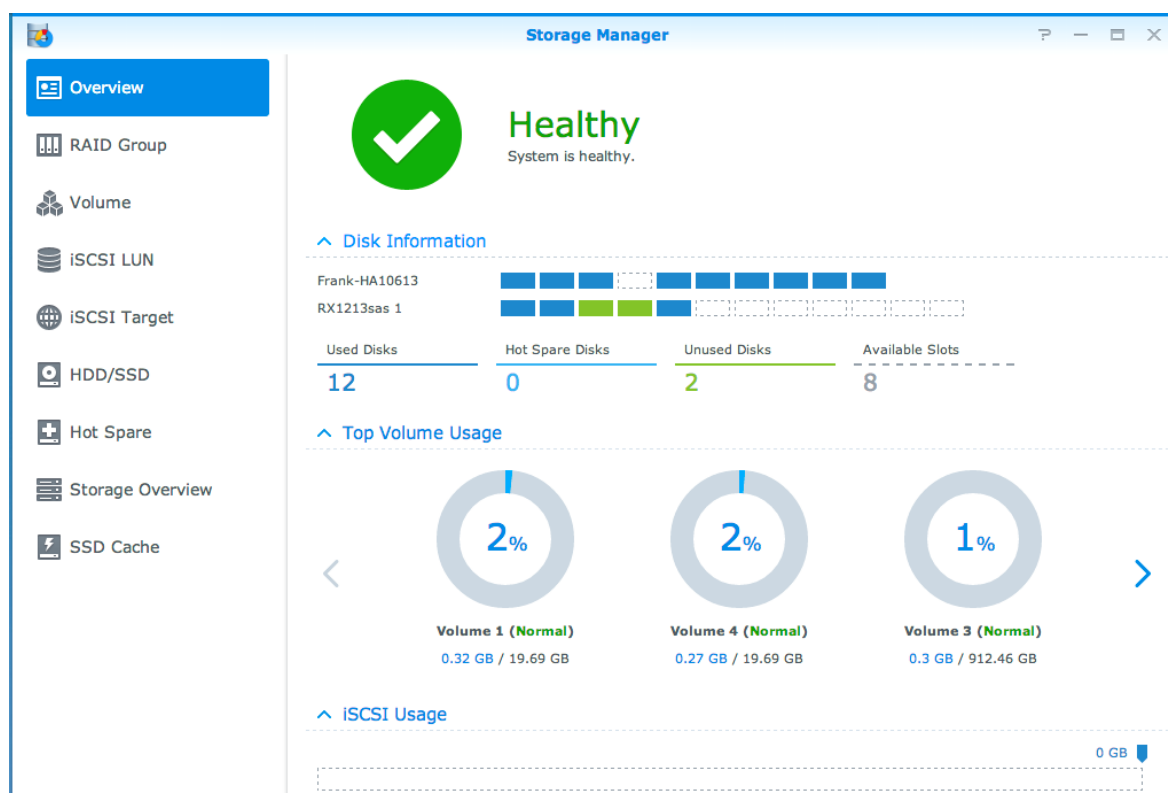 Storage Manager
Overview
RAID Group
Volume
iSCSI LUN
iSCSI Target
HDD/SSD
Hot Spare
Storage Overview
SSD Cache
Healthy
System is healthy.
Disk Information
Frank-HA10613
RX1213sas 1
Used Disks Hot Spare Disks Unused Disks Available Slots
12 0 2 8
Top Volume Usage
2% 2% 1%
Volume 1 (Normal) Volume 4 (Normal) Volume 3 (Normal)
0.32 GB / 19.69 GB 0.27 GB / 19.69 GB 0.3 GB / 912.46 GB
iSCSI Usage
0 GB